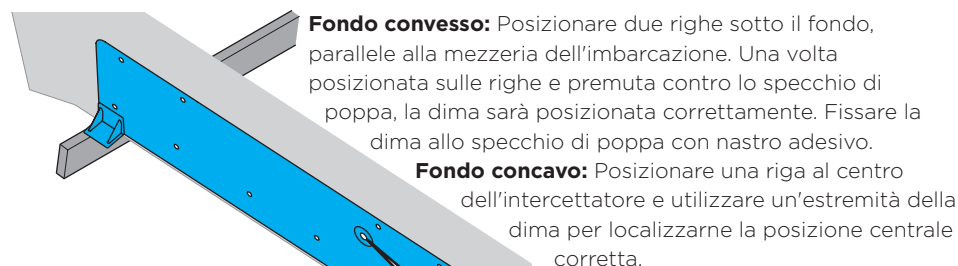 Fondo convesso: Posizionare due righe sotto il fondo,
parallele alla mezzeria dell'imbarcazione. Una volta
posizionata sulle righe e premuta contro lo specchio di
poppa, la dima sarà posizionata correttamente. Fissare la
dima allo specchio di poppa con nastro adesivo.
Fondo concavo: Posizionare una riga al centro
dell'intercettatore e utilizzare un'estremità della
dima per localizzarne la posizione centrale
corretta.